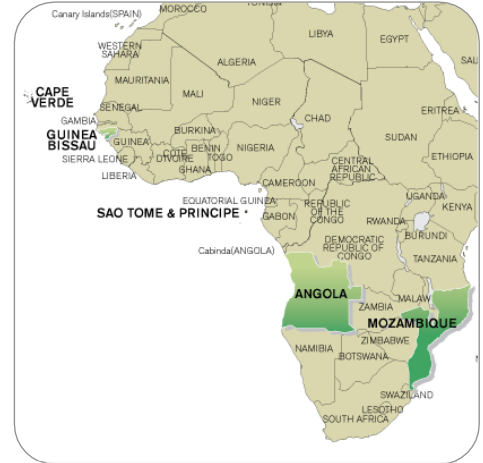 Canary Islands(SPAIN)
MOROCCO
LIBYA
EGYPT
WESTERN
SAHARA
ALGERIA
MAURITANIA
MALI
NIGER
CHAD
CAPE
VERDE
SENEGAL
ERITREA
GAMBIA
GUINEA
BISSAU
GUINEA
BURKINA
BENIN
NIGERIA
SUDAN
SIERRA LEONE
COTE
D'IVOIRE
TOGO
GHANA
ETHIOPIA
LIBERIA
CENTRAL
AFRICAN
REPUBLIC
CAMEROON
EQUATORIAL GUINEA
UGANDA
KENYA
SAO TOME & PRINCIPE
GABON
REPUBLIC
OF THE
CONGO
RWANDA
BURUNDI
DEMOCRATIC
REPUBLIC OF
CONGO
Cabinda(ANGOLA)
TANZANIA
ANGOLA
ZAMBIA
MALAW
MOZAMBIQUE
NAMIBIA
ZIMBABWE
BOTSWANA
SWAZILAND
LESOTHO
SOUTH AFRICA